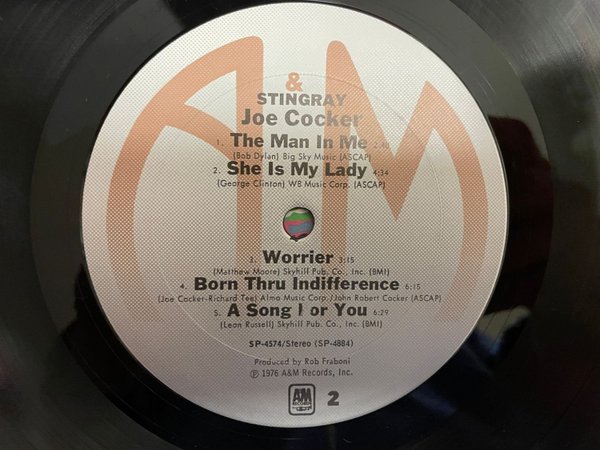 &
STINGRAY
Joe Cocker
1. The Man In Me 2:41
(Bob Dylan) Big Sky Music (ASCAP)
2. She Is My Lady 4:34
(George Clinton) WB Music Corp. (ASCAP)
3. Worrier 3:15
(Matthew Moore) Skyhill Pub. Co., Inc. (BMI)
4. Born Thru Indifference 6:15
(Joe Cocker-Richard Tee) Almo Music Corp./John Robert Cocker (ASCAP)
5. A Song For You 6:29
(Leon Russell) Skyhill Pub. Co., Inc. (BMI)
SP-4574/Stereo (SP-4884)
Produced by Rob Fraboni
℗ 1976 A&M Records, Inc.
A&M
RECORDS
2